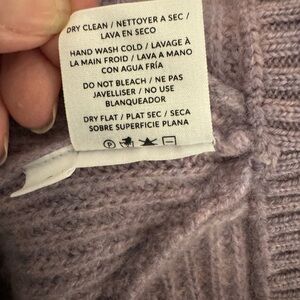 DRY CLEAN / NETTOYER A SEC /
LAVA EN SECO
HAND WASH COLD / LAVAGE À
LA MAIN FROID / LAVA A MANO
CON AGUA FRÍA
DO NOT BLEACH / NE PAS
JAVELLISER / NO USE
BLANQUEADOR
DRY FLAT / PLAT SEC / SECA
SOBRE SUPERFICIE PLANA